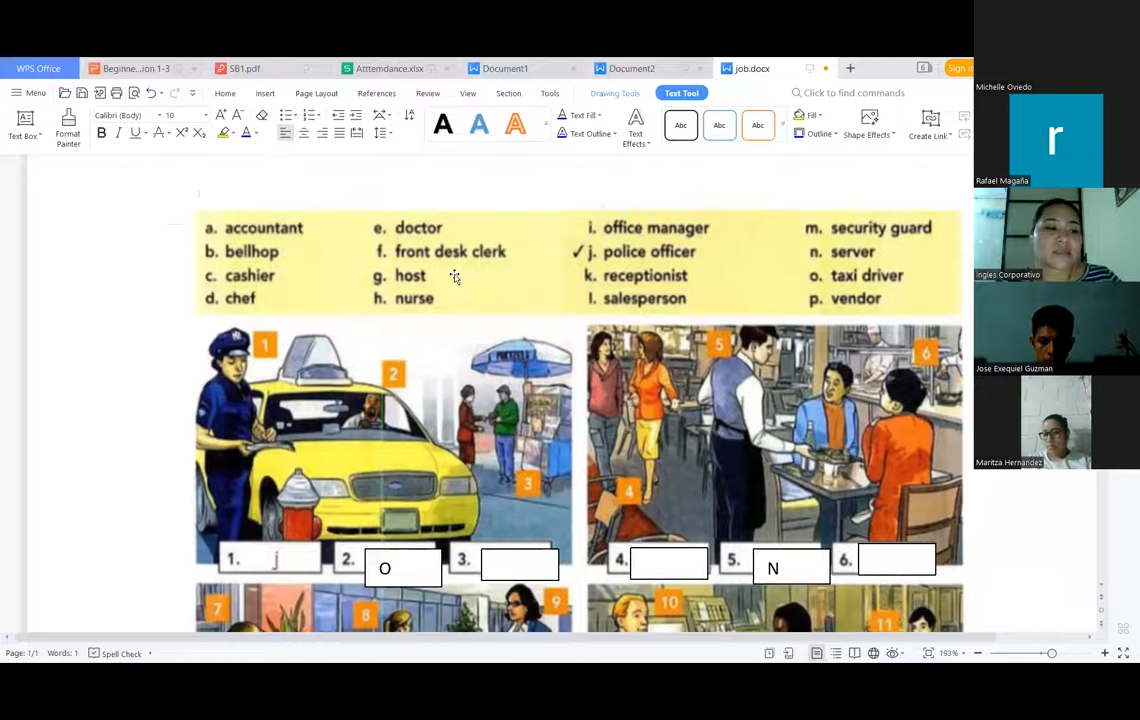 WPS Office
Beginne...ion 1-3
SB1.pdf
Atttemdance.xlsx
Document1
Document2
job.docx
Sign
Menu
Home
Insert
Page Layout
References
Review
View
Section
Tools
Drawing Tools
Text Tool
Click to find commands
Text Box
Format Painter
Calibri (Body)
10
Text Fill
Text Outline
Text Effects
Abc
Abc
Abc
Fill
Outline
Shape Effects
Create Link
a. accountant
b. bellhop
c. cashier
d. chef
e. doctor
f. front desk clerk
g. host
h. nurse
i. office manager
✓ j. police officer
k. receptionist
l. salesperson
m. security guard
n. server
o. taxi driver
p. vendor
1
2
3
PRETZELS
4
5
6
1. j
2. O
3.
4.
5. N
6.
7
8
9
10
11
Page: 1/1
Words: 1
Spell Check
193%
Michelle Oviedo
r
Rafael Magaña
Ingles Corporativo
Jose Exequiel Guzman
Maritza Hernandez